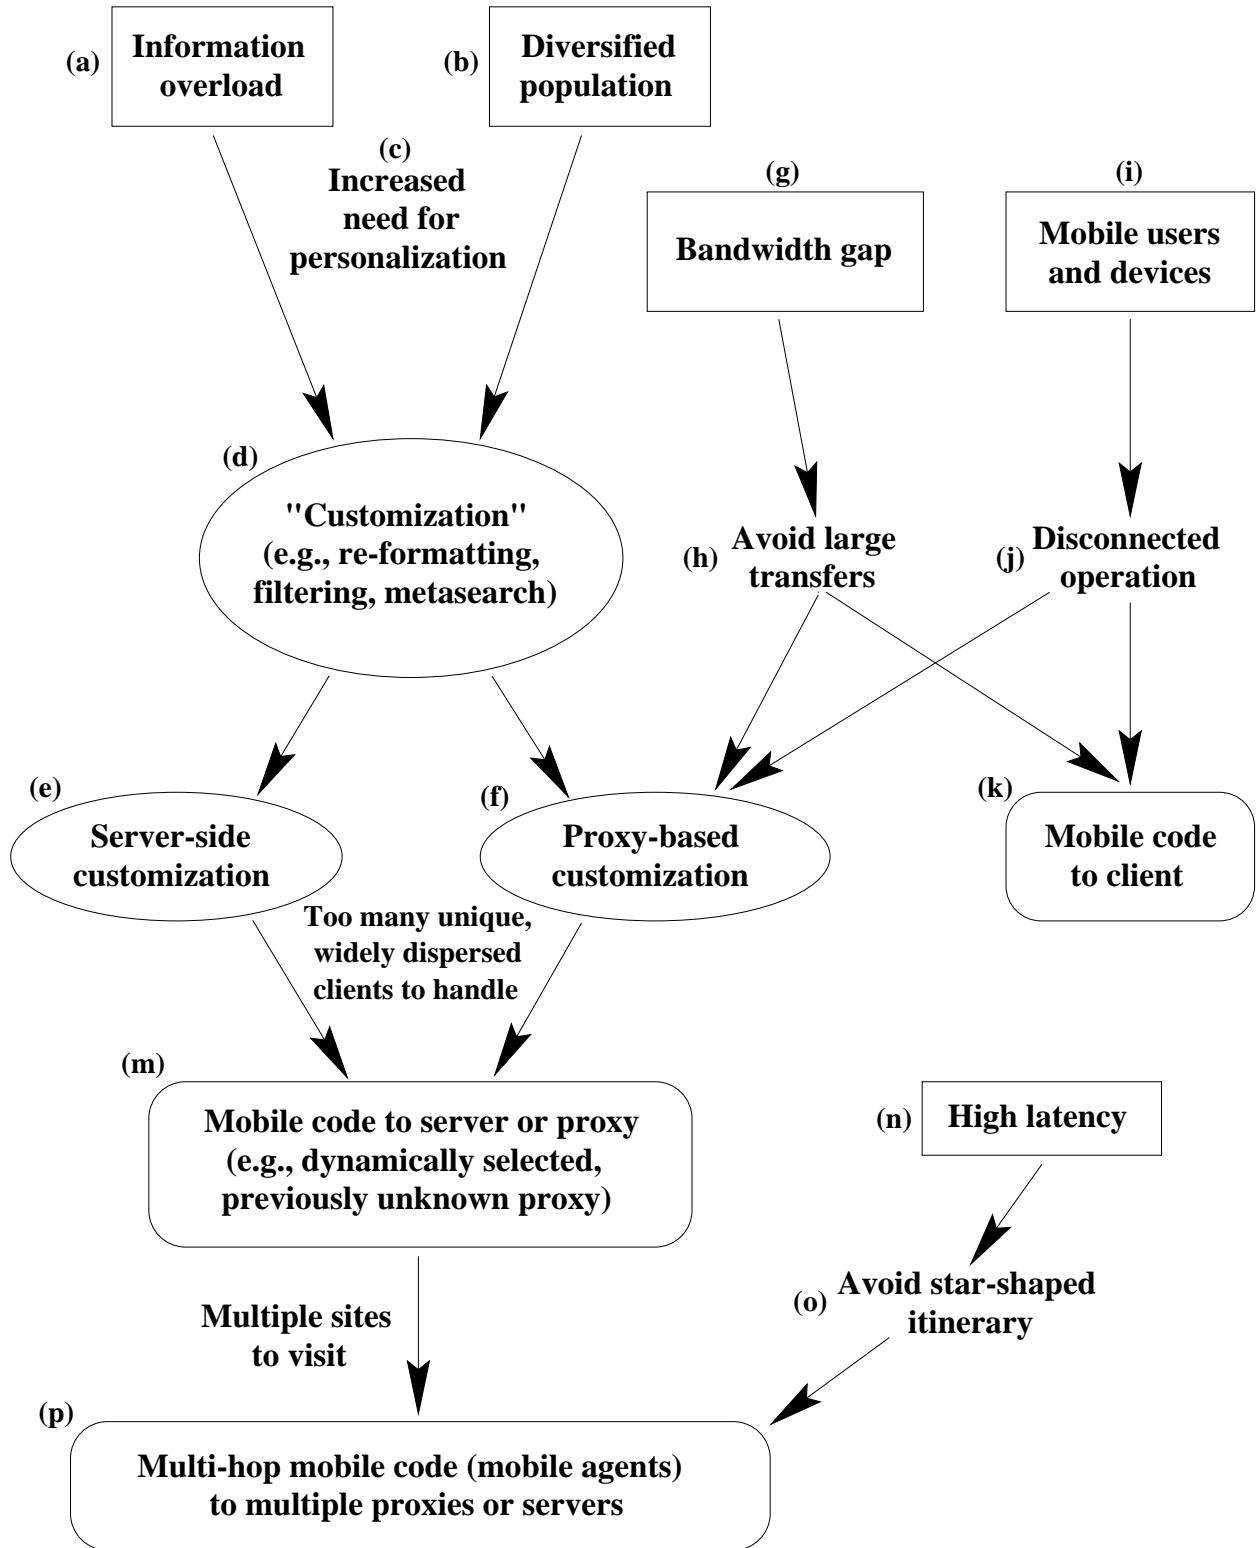 (a)
Information
overload
(b)
Diversified
population
(c)
Increased
need for
personalization
(g)
Bandwidth gap
(i)
Mobile users
and devices
(d)
"Customization"
(e.g., re-formatting,
filtering, metasearch)
(h)
Avoid large
transfers
(j)
Disconnected
operation
(e)
Server-side
customization
(f)
Proxy-based
customization
(k)
Mobile code
to client
Too many unique,
widely dispersed
clients to handle
(m)
Mobile code to server or proxy
(e.g., dynamically selected,
previously unknown proxy)
(n)
High latency
Multiple sites
to visit
(o)
Avoid star-shaped
itinerary
(p)
Multi-hop mobile code (mobile agents)
to multiple proxies or servers